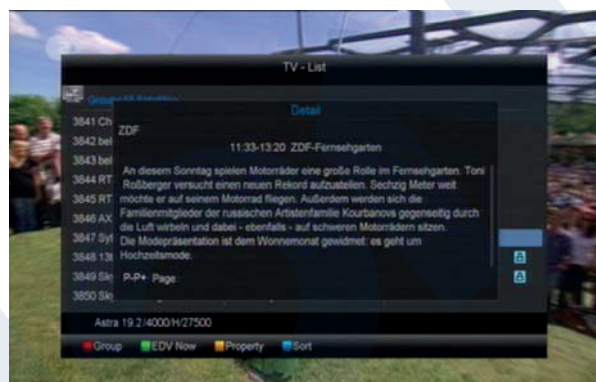 TV - List
Detail
ZDF
11:33-13:20 ZDF-Fernsehgarten
An diesem Sonntag spielen Motorräder eine große Rolle im Fernsehgarten. Toni
Roßberger versucht einen neuen Rekord aufzustellen. Sechzig Meter weit
möchte er auf seinem Motorrad fliegen. Außerdem werden sich die
Familienmitglieder der russischen Artistenfamilie Kourbanovs gegenseitig durch
die Luft wirbeln und dabei - ebenfalls - auf schweren Motorrädern sitzen.
Die Modepräsentation ist dem Wonnemonat gewidmet: es geht um
Hochzeitsmode.
P-P+ Page
3841 Ch
3842 bel
3843 bel
3844 RT
3845 RT
3846 AX
3847 Syf
3848 13t
3849 Sky
3850 Sky
Astra 19.2/4000/H/27500
Group EDV Now Property Sort